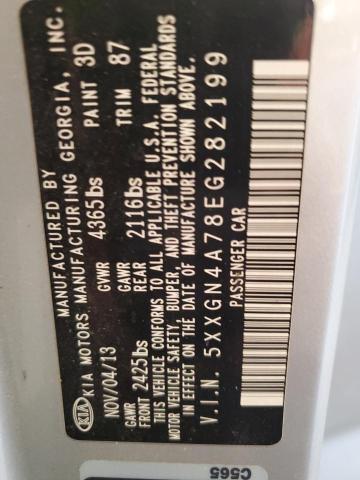 MANUFACTURED BY
KIA KIA MOTORS MANUFACTURING GEORGIA, INC.
NOV/04/13 GVWR 4365lbs PAINT 3D
GAWR FRONT 2425lbs GAWR REAR 2116lbs TRIM 87
THIS VEHICLE CONFORMS TO ALL APPLICABLE U.S.A. FEDERAL
MOTOR VEHICLE SAFETY, BUMPER, AND THEFT PREVENTION STANDARDS
IN EFFECT ON THE DATE OF MANUFACTURE SHOWN ABOVE.
V.I.N. 5XXGN4A78EG282199
PASSENGER CAR
C565